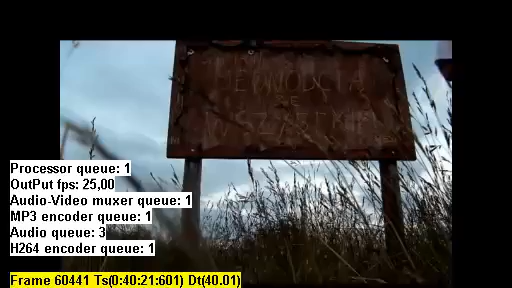 Processor queue: 1
OutPut fps: 25,00
Audio-Video muxer queue: 1
MP3 encoder queue: 1
Audio queue: 3
H264 encoder queue: 1
Frame 60441 Ts(0:40:21:601) Dt(40.01)